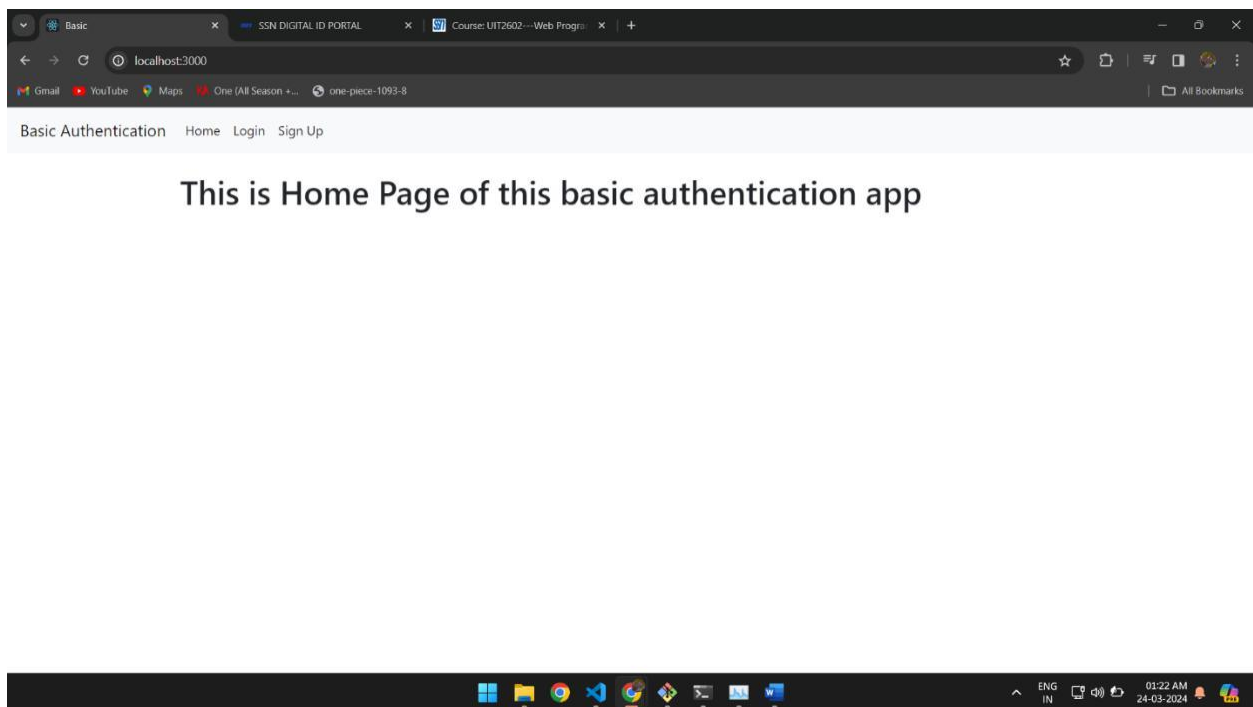 Basic
SSN DIGITAL ID PORTAL
Course: UIT2602---Web Progra
localhost:3000
Gmail YouTube Maps One (All Season +... one-piece-1093-8 All Bookmarks
Basic Authentication Home Login Sign Up
This is Home Page of this basic authentication app
ENG
IN
01:22 AM
24-03-2024